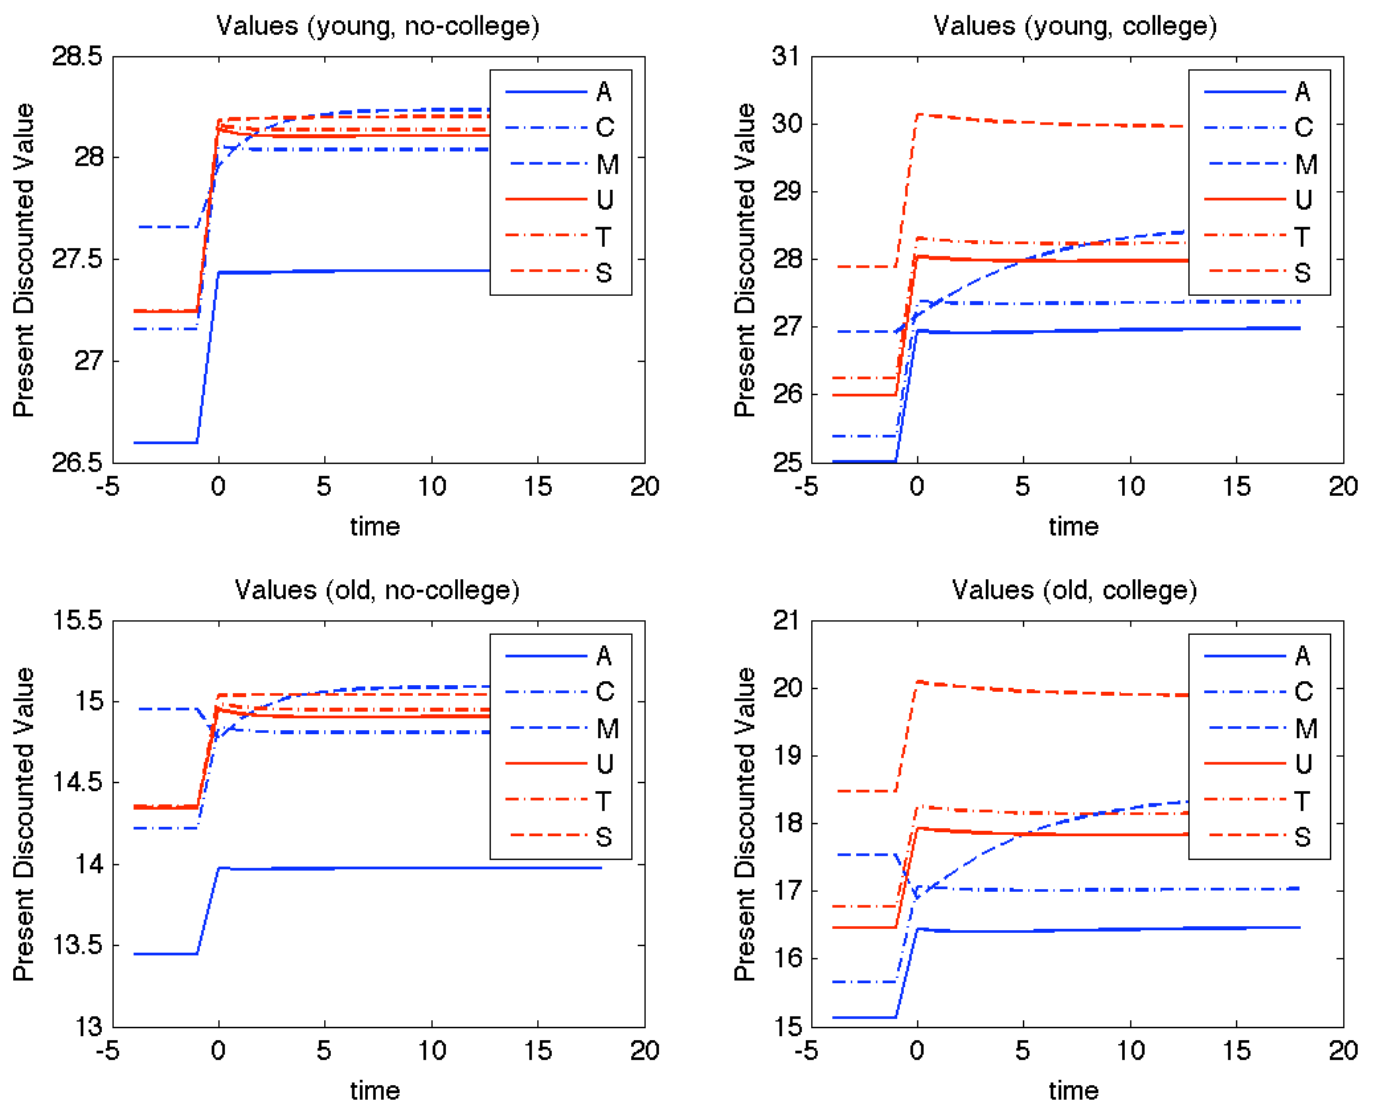 Values (young, no-college)
Present Discounted Value
28.5
28
27.5
27
26.5
-5
0
5
10
15
20
time
A
C
M
U
T
S
Values (young, college)
Present Discounted Value
31
30
29
28
27
26
25
-5
0
5
10
15
20
time
A
C
M
U
T
S
Values (old, no-college)
Present Discounted Value
15.5
15
14.5
14
13.5
13
-5
0
5
10
15
20
time
A
C
M
U
T
S
Values (old, college)
Present Discounted Value
21
20
19
18
17
16
15
-5
0
5
10
15
20
time
A
C
M
U
T
S